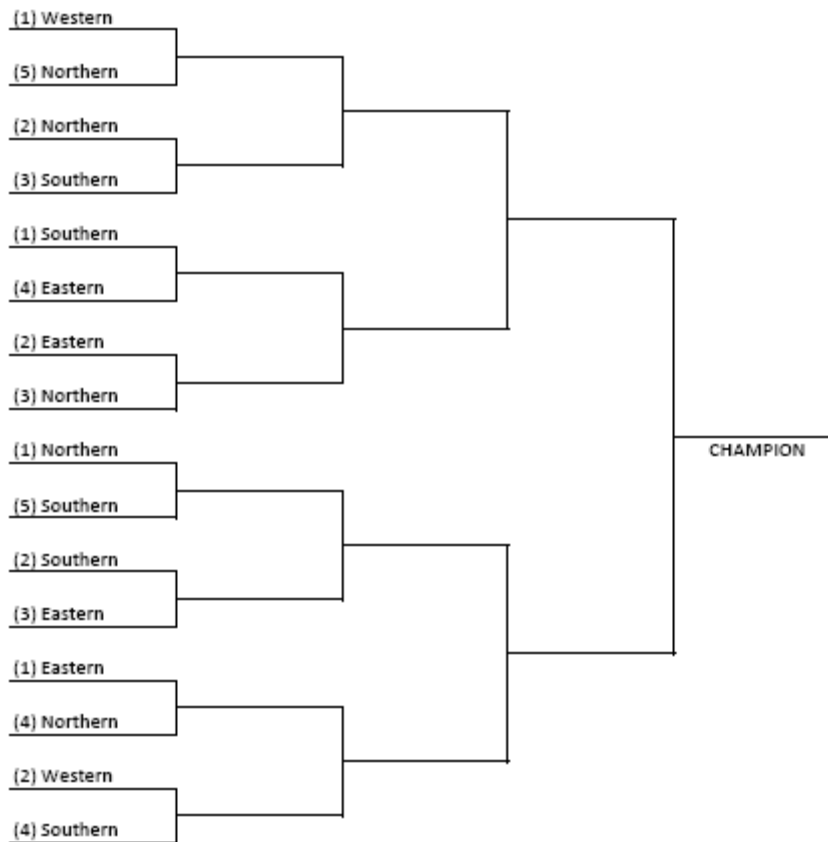 (1) Western
(5) Northern
(2) Northern
(3) Southern
(1) Southern
(4) Eastern
(2) Eastern
(3) Northern
(1) Northern
CHAMPION
(5) Southern
(2) Southern
(3) Eastern
(1) Eastern
(4) Northern
(2) Western
(4) Southern